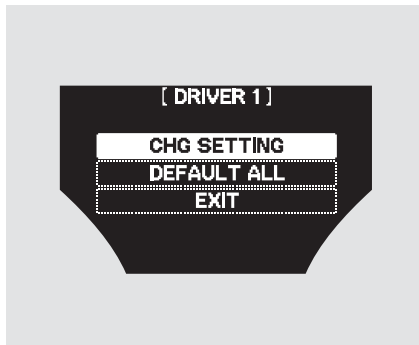 [ DRIVER 1 ]
CHG SETTING
DEFAULT ALL
EXIT